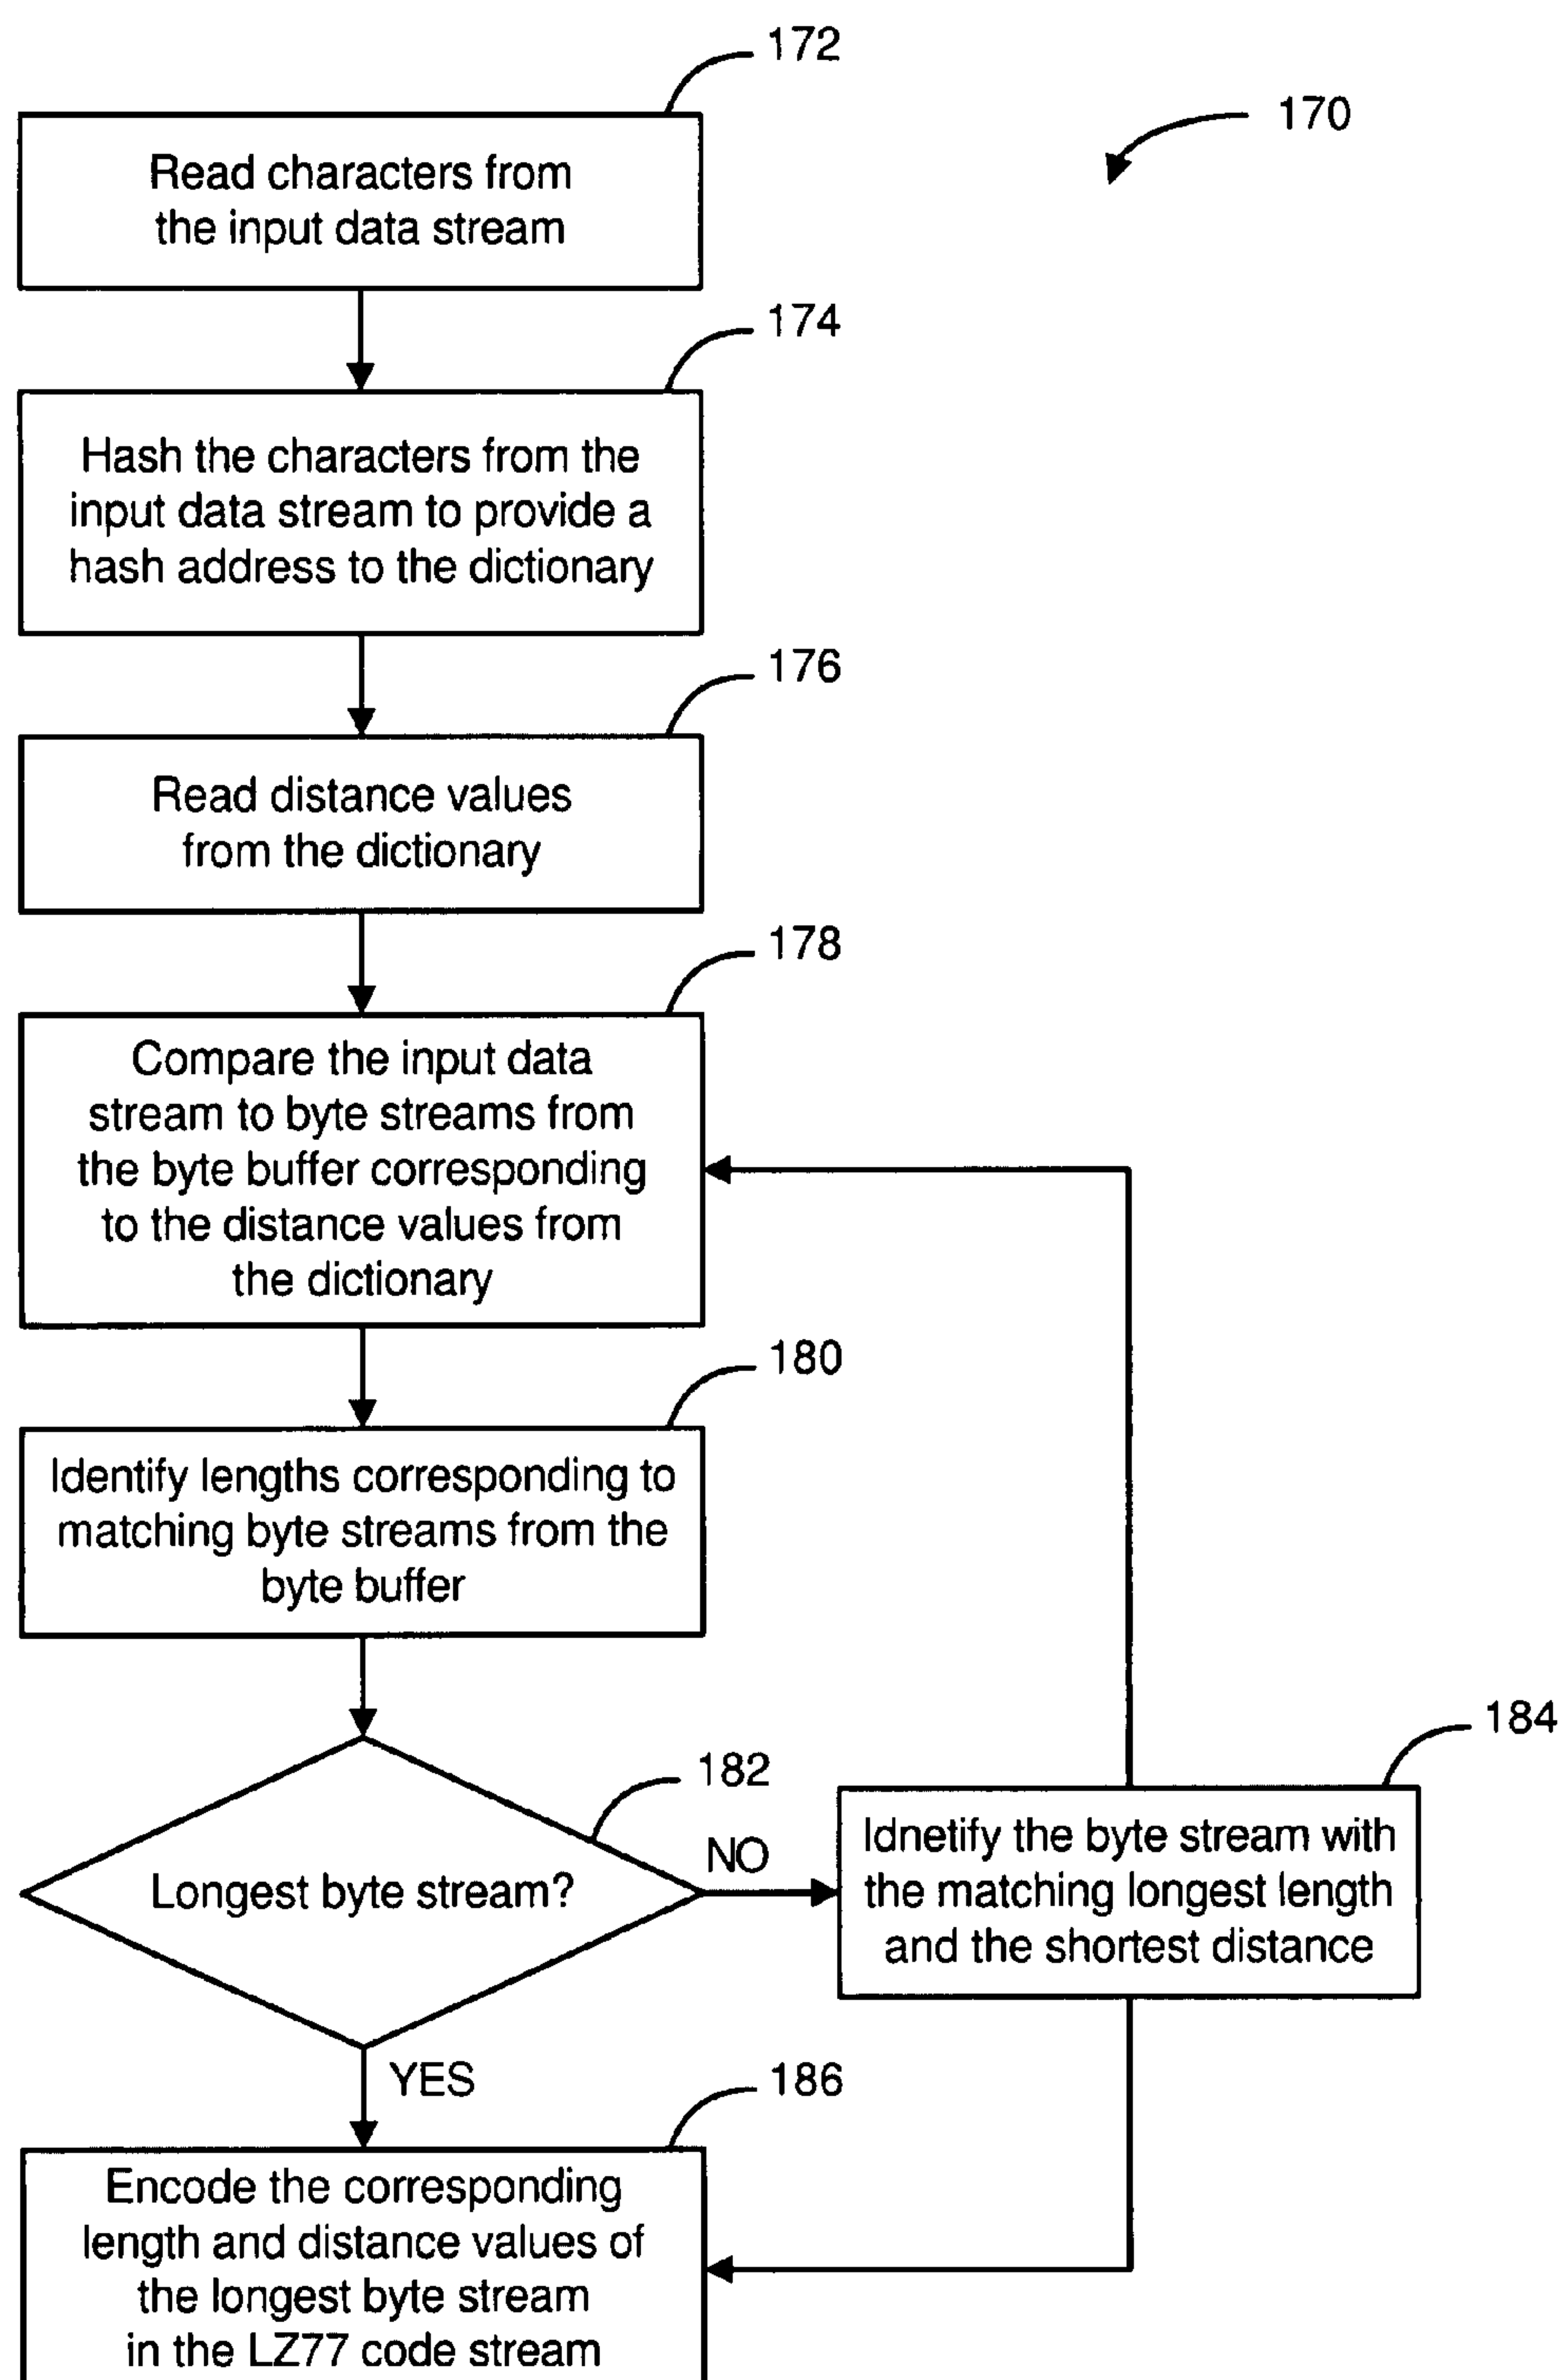 172
170
Read characters from
the input data stream
174
Hash the characters from the
input data stream to provide a
hash address to the dictionary
176
Read distance values
from the dictionary
178
Compare the input data
stream to byte streams from
the byte buffer corresponding
to the distance values from
the dictionary
180
Identify lengths corresponding to
matching byte streams from the
byte buffer
182
Longest byte stream?
NO
184
Idnetify the byte stream with
the matching longest length
and the shortest distance
YES
186
Encode the corresponding
length and distance values of
the longest byte stream
in the LZ77 code stream